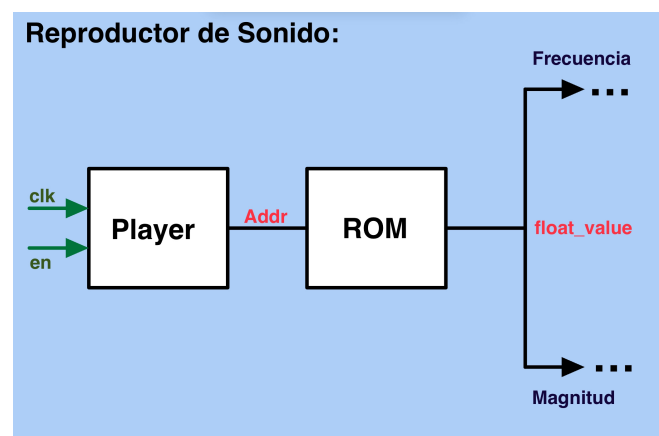 Reproductor de Sonido:
Frecuencia
...
clk
Player
Addr
ROM
float_value
en
...
Magnitud